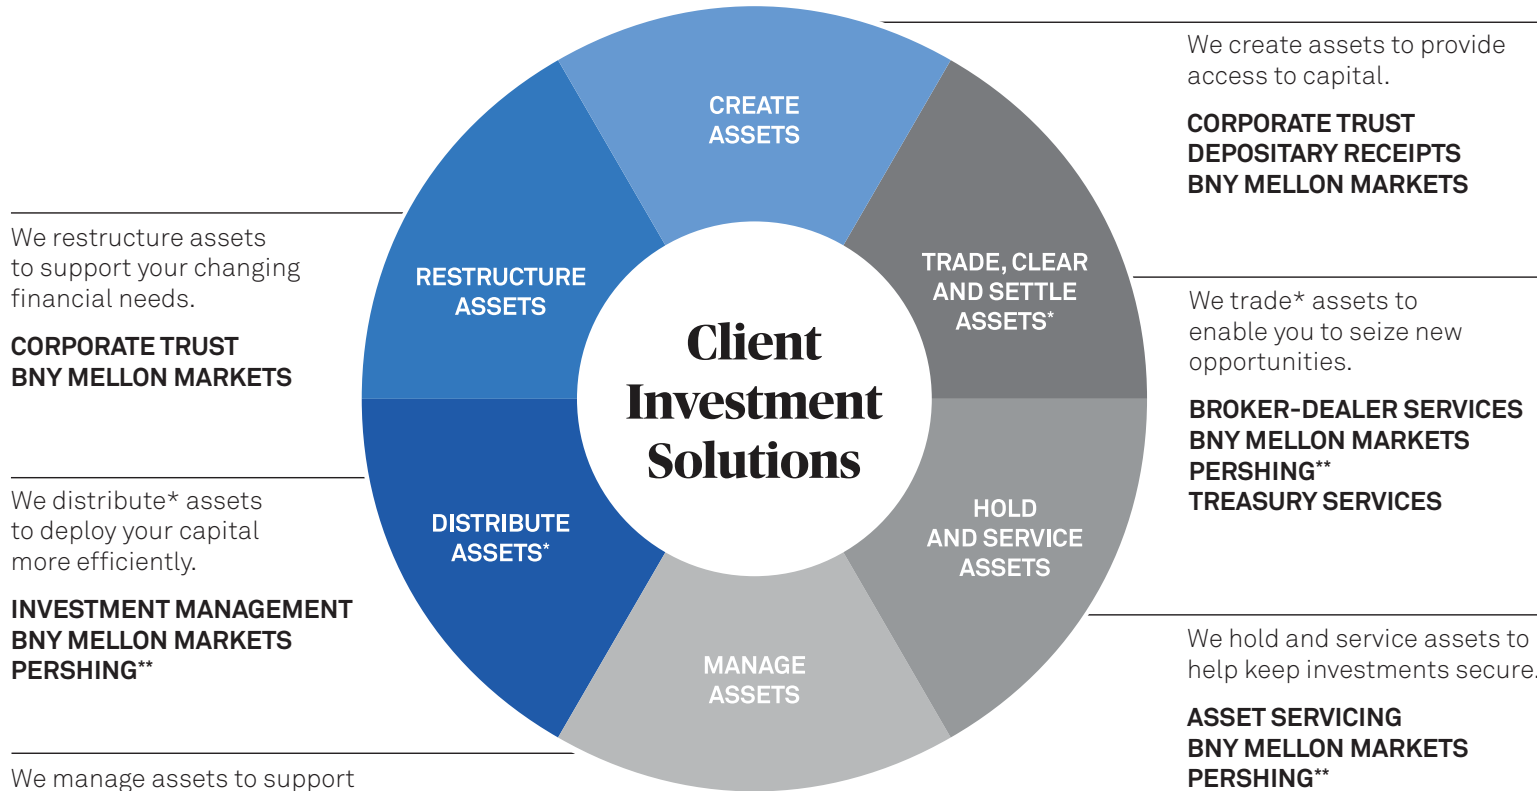 CREATE
ASSETS
We create assets to provide
access to capital.
CORPORATE TRUST
DEPOSITARY RECEIPTS
BNY MELLON MARKETS
TRADE, CLEAR
AND SETTLE
ASSETS*
We trade* assets to
enable you to seize new
opportunities.
BROKER-DEALER SERVICES
BNY MELLON MARKETS
PERSHING**
TREASURY SERVICES
HOLD
AND SERVICE
ASSETS
We hold and service assets to
help keep investments secure.
ASSET SERVICING
BNY MELLON MARKETS
PERSHING**
MANAGE
ASSETS
We manage assets to support
DISTRIBUTE
ASSETS*
We distribute* assets
to deploy your capital
more efficiently.
INVESTMENT MANAGEMENT
BNY MELLON MARKETS
PERSHING**
RESTRUCTURE
ASSETS
We restructure assets
to support your changing
financial needs.
CORPORATE TRUST
BNY MELLON MARKETS
Client
Investment
Solutions